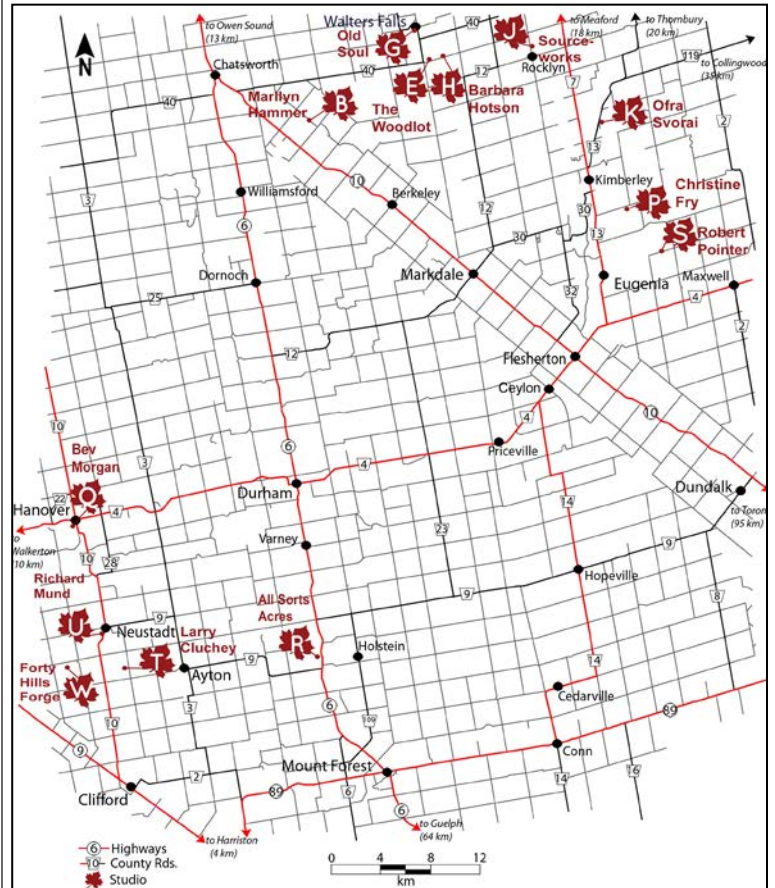 to Owen Sound
(13 km)
Walters Falls
Old
Soul
G
40
J
to Meaford
(18 km)
to Thornbury
(20 km)
Source-
works
Rocklyn
119
to Collingwood
N
Chatsworth
40
12
7
E
H
Barbara
Hotson
Marilyn
Hammer
B
The
Woodlot
K
Ofra
Svorai
2
40
13
10
Kimberley
Christine
Fry
P
3
Williamsford
Berkeley
12
30
13
6
30
S
Robert
Pointer
Dornoch
Markdale
Eugenia
Maxwell
25
32
4
2
12
Flesherton
Ceylon
10
4
10
6
Priceville
Bev
Morgan
3
4
22
O
Hanover
4
Durham
14
Dundalk
to
Walkerton
(10 km)
to Toron
(95 km)
Varney
23
10
28
9
Hopeville
Richard
Mund
9
8
All Sorts
Acres
U
9
Neustadt
Larry
Cluchey
R
Holstein
T
9
Ayton
14
Forty
Hills
Forge
W
Cedarville
3
6
10
109
89
9
Conn
2
Mount Forest
Clifford
89
6
14
16
6
to Guelph
(64 km)
to Harriston
(4 km)
6 Highways
10 County Rds.
Studio
0 4 8 12
km